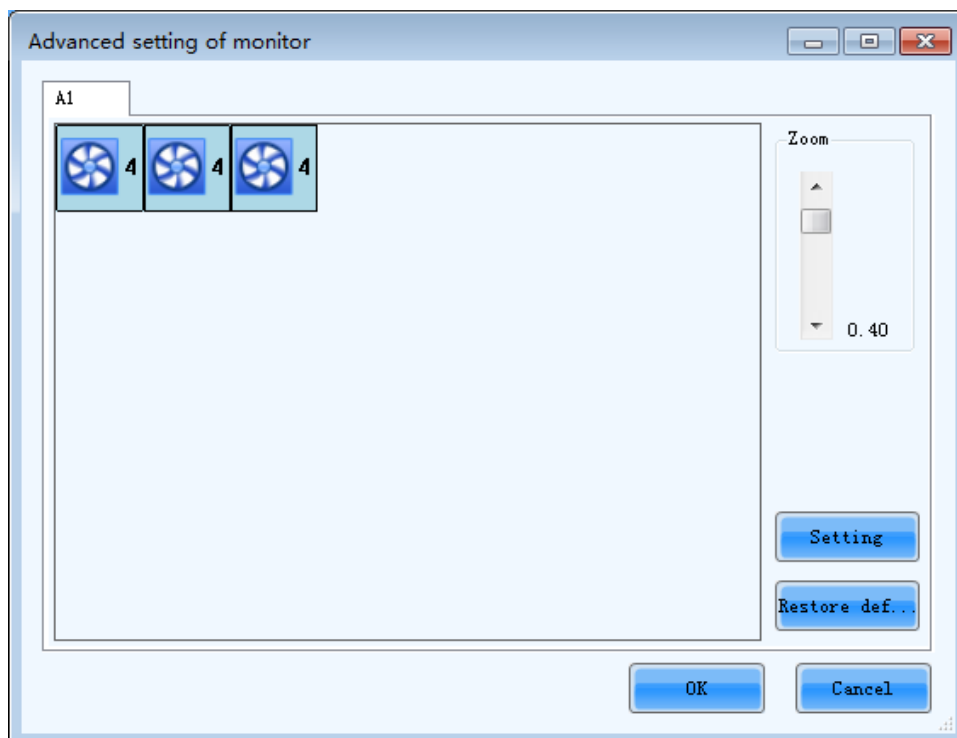 Advanced setting of monitor
A1
4 4 4
Zoom
0.40
Setting
Restore def...
OK
Cancel